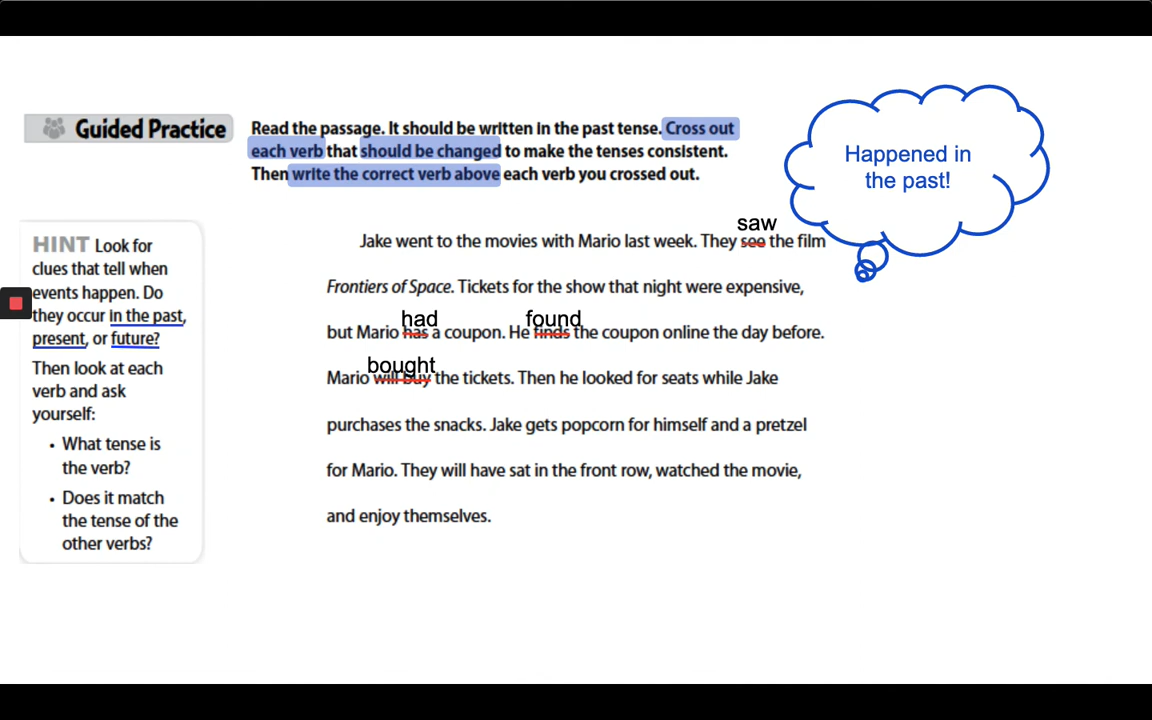 Guided Practice
Read the passage. It should be written in the past tense. Cross out
each verb that should be changed to make the tenses consistent.
Then write the correct verb above each verb you crossed out.
Happened in
the past!
HINT Look for
clues that tell when
events happen. Do
they occur in the past,
present, or future?
Then look at each
verb and ask
yourself:
• What tense is
the verb?
• Does it match
the tense of the
other verbs?
saw
Jake went to the movies with Mario last week. They see the film
Frontiers of Space. Tickets for the show that night were expensive,
had found
but Mario has a coupon. He finds the coupon online the day before.
bought
Mario will buy the tickets. Then he looked for seats while Jake
purchases the snacks. Jake gets popcorn for himself and a pretzel
for Mario. They will have sat in the front row, watched the movie,
and enjoy themselves.